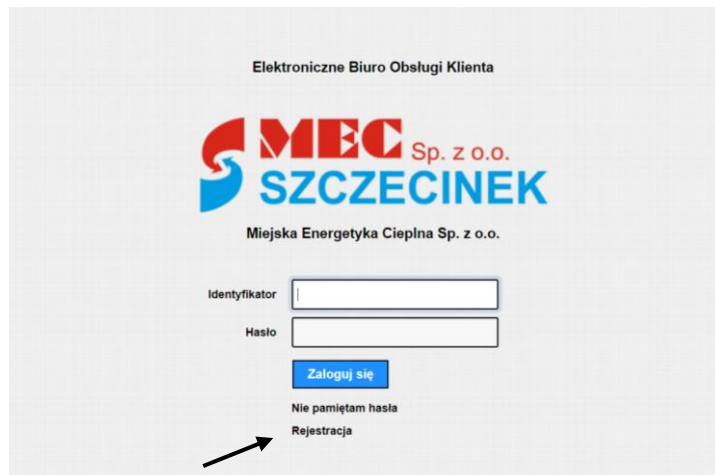 Elektroniczne Biuro Obsługi Klienta
MEC Sp. z o.o.
SZCZECINEK
Miejska Energetyka Cieplna Sp. z o.o.
Identyfikator
Hasło
Zaloguj się
Nie pamiętam hasła
Rejestracja